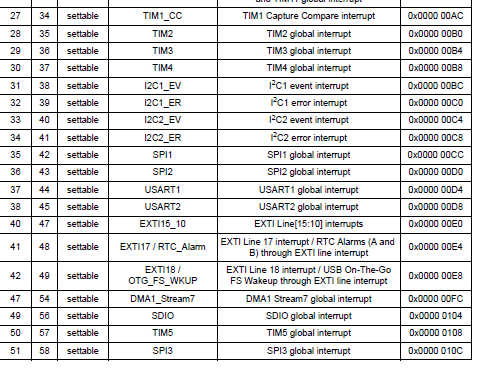 and TIM11 global interrupt
27 34 settable TIM1_CC TIM1 Capture Compare interrupt 0x0000 00AC
28 35 settable TIM2 TIM2 global interrupt 0x0000 00B0
29 36 settable TIM3 TIM3 global interrupt 0x0000 00B4
30 37 settable TIM4 TIM4 global interrupt 0x0000 00B8
31 38 settable I2C1_EV I²C1 event interrupt 0x0000 00BC
32 39 settable I2C1_ER I²C1 error interrupt 0x0000 00C0
33 40 settable I2C2_EV I²C2 event interrupt 0x0000 00C4
34 41 settable I2C2_ER I²C2 error interrupt 0x0000 00C8
35 42 settable SPI1 SPI1 global interrupt 0x0000 00CC
36 43 settable SPI2 SPI2 global interrupt 0x0000 00D0
37 44 settable USART1 USART1 global interrupt 0x0000 00D4
38 45 settable USART2 USART2 global interrupt 0x0000 00D8
40 47 settable EXTI15_10 EXTI Line[15:10] interrupts 0x0000 00E0
41 48 settable EXTI17 / RTC_Alarm EXTI Line 17 interrupt / RTC Alarms (A and
B) through EXTI line interrupt 0x0000 00E4
42 49 settable EXTI18 /
OTG_FS_WKUP EXTI Line 18 interrupt / USB On-The-Go
FS Wakeup through EXTI line interrupt 0x0000 00E8
47 54 settable DMA1_Stream7 DMA1 Stream7 global interrupt 0x0000 00FC
49 56 settable SDIO SDIO global interrupt 0x0000 0104
50 57 settable TIM5 TIM5 global interrupt 0x0000 0108
51 58 settable SPI3 SPI3 global interrupt 0x0000 010C